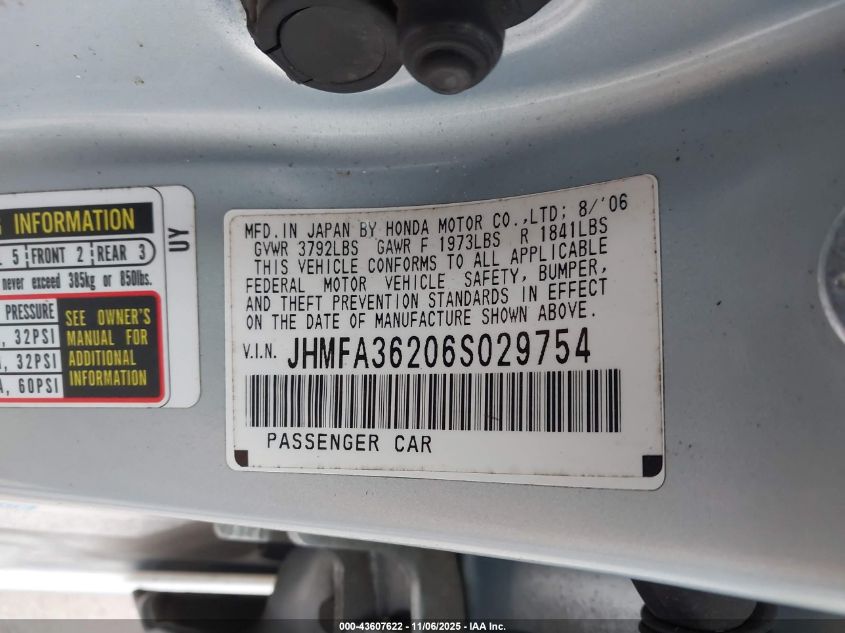 INFORMATION
5 FRONT 2 REAR 3
never exceed 385kg or 850lbs.
PRESSURE
, 32PSI
, 32PSI
A, 60PSI
SEE OWNER'S
MANUAL FOR
ADDITIONAL
INFORMATION
UY
MFD.IN JAPAN BY HONDA MOTOR CO.,LTD; 8/'06
GVWR 3792LBS GAWR F 1973LBS R 1841LBS
THIS VEHICLE CONFORMS TO ALL APPLICABLE
FEDERAL MOTOR VEHICLE SAFETY, BUMPER,
AND THEFT PREVENTION STANDARDS IN EFFECT
ON THE DATE OF MANUFACTURE SHOWN ABOVE.
V.I.N. JHMFA36206S029754
PASSENGER CAR
000-43607622 - 11/06/2025 - IAA Inc.